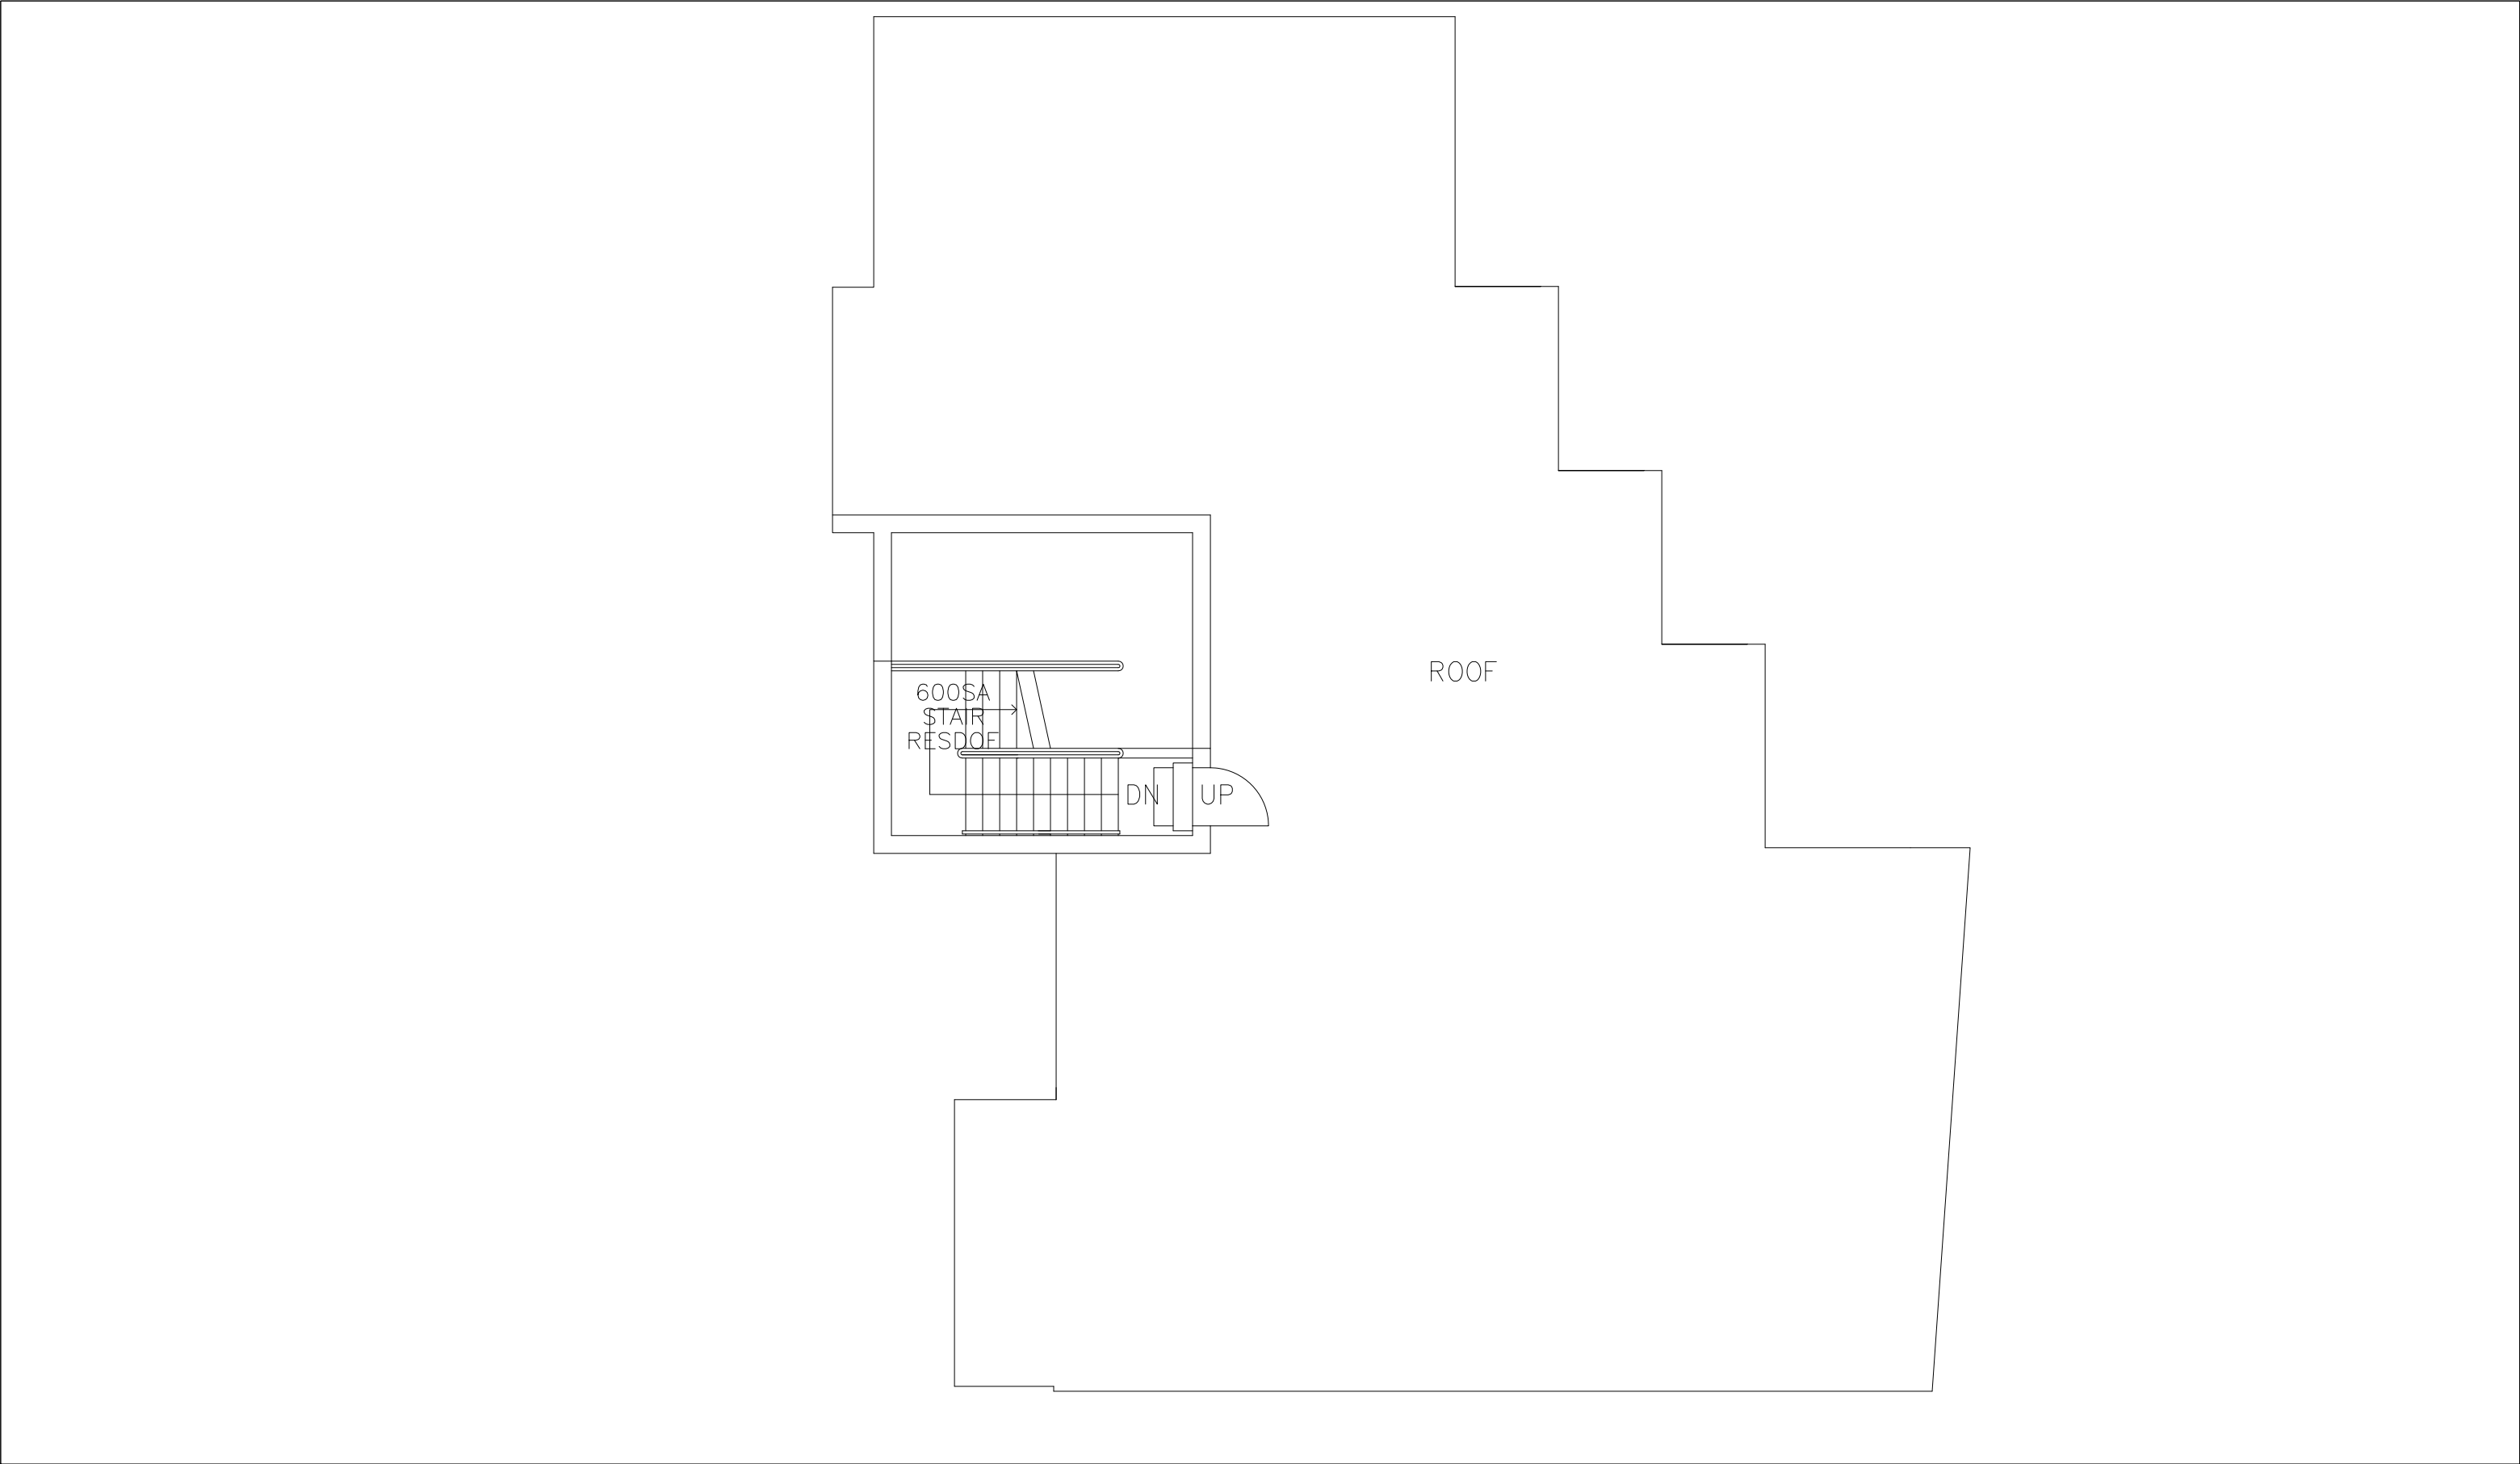 ROOF
600SA
STAIR
RESDOF
DN
UP